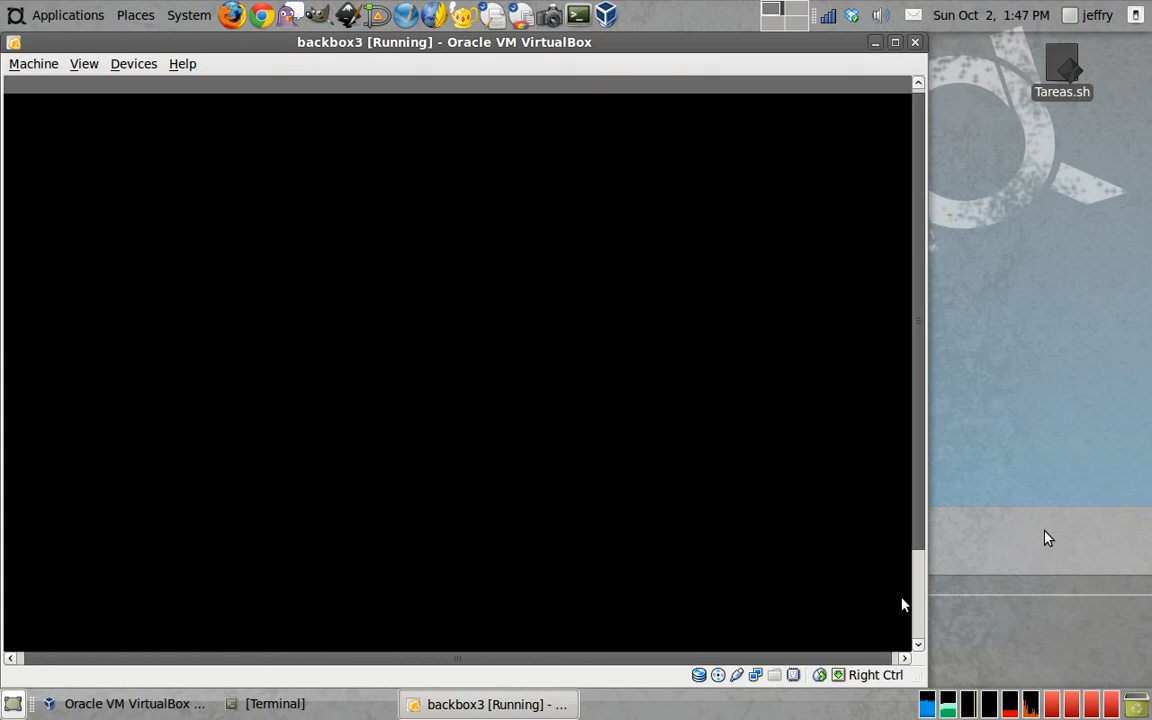 Applications Places System Sun Oct 2, 1:47 PM jeffry
backbox3 [Running] - Oracle VM VirtualBox
Machine View Devices Help
Tareas.sh
Right Ctrl
Oracle VM VirtualBox ... [Terminal] backbox3 [Running] - ...